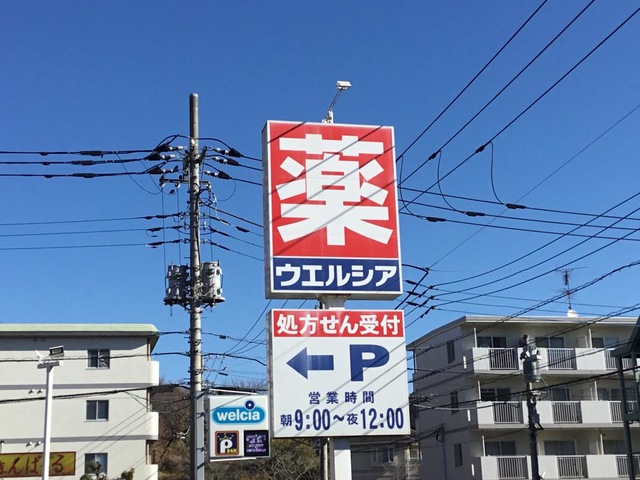 薬
ウエルシア
処方せん受付
P
営業時間
朝9:00〜夜12:00
welcia